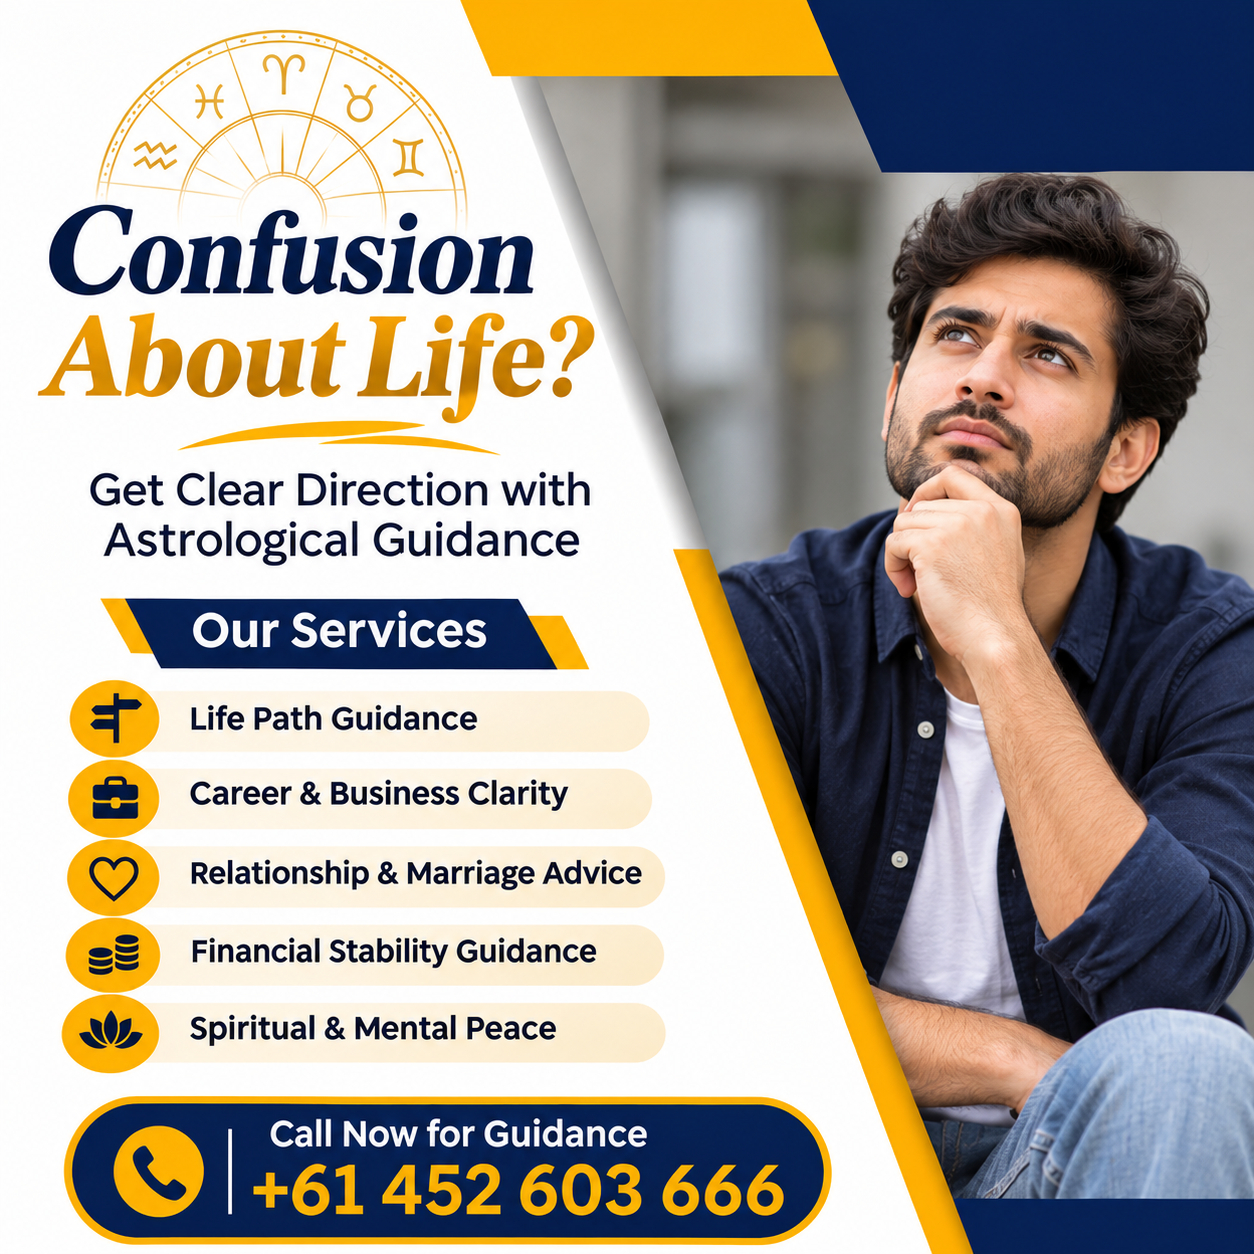 Confusion
About Life?
Get Clear Direction with
Astrological Guidance
Our Services
Life Path Guidance
Career & Business Clarity
Relationship & Marriage Advice
Financial Stability Guidance
Spiritual & Mental Peace
Call Now for Guidance
+61 452 603 666